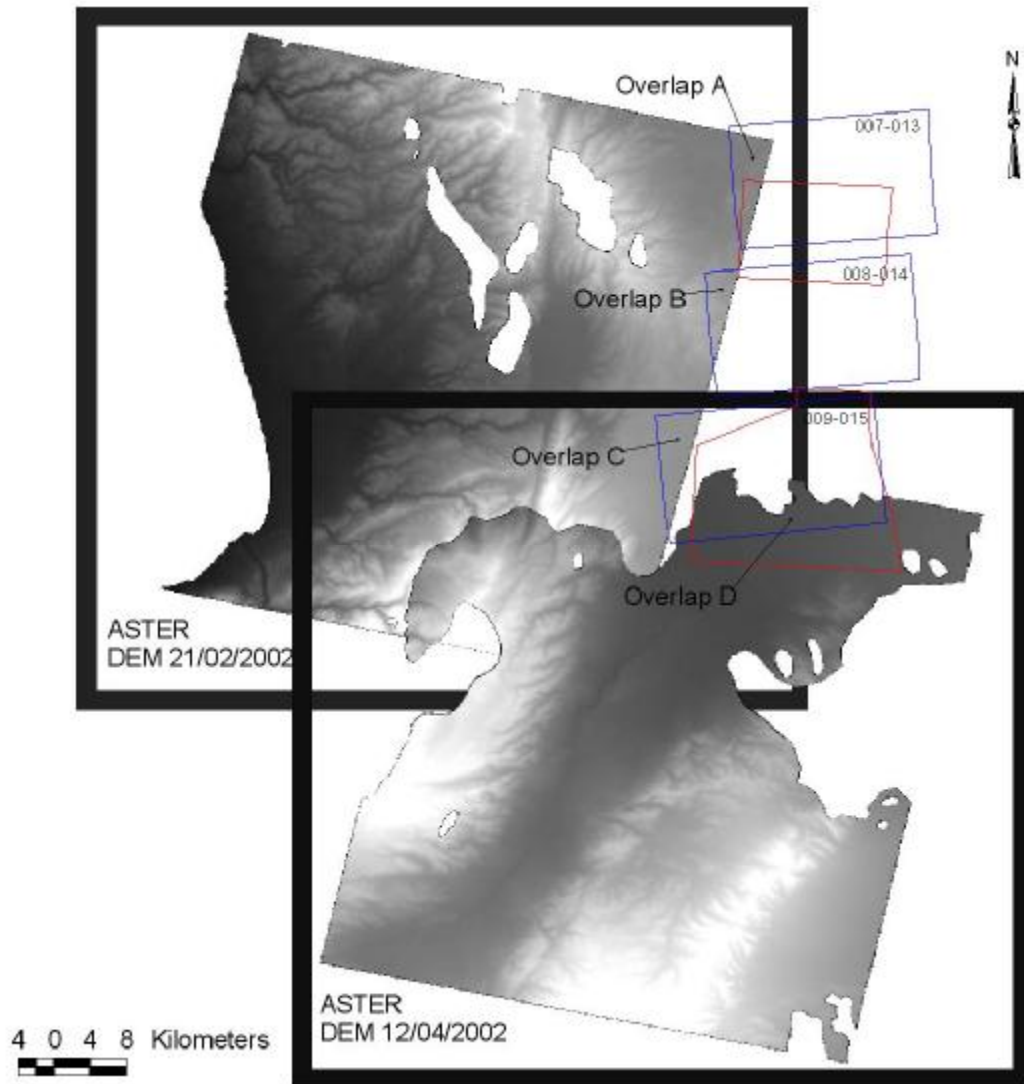 Overlap A
N
007-013
008-014
Overlap B
009-015
Overlap C
Overlap D
ASTER
DEM 21/02/2002
ASTER
DEM 12/04/2002
4 0 4 8 Kilometers